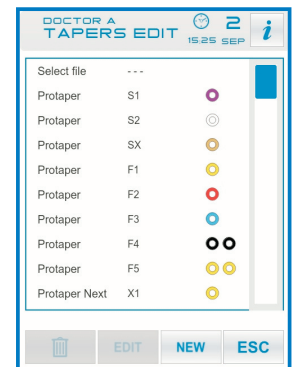 DOCTOR A
TAPERS EDIT
15:25
2
SEP
i
Select file ---
Protaper S1
Protaper S2
Protaper SX
Protaper F1
Protaper F2
Protaper F3
Protaper F4
Protaper F5
Protaper Next X1
EDIT NEW ESC